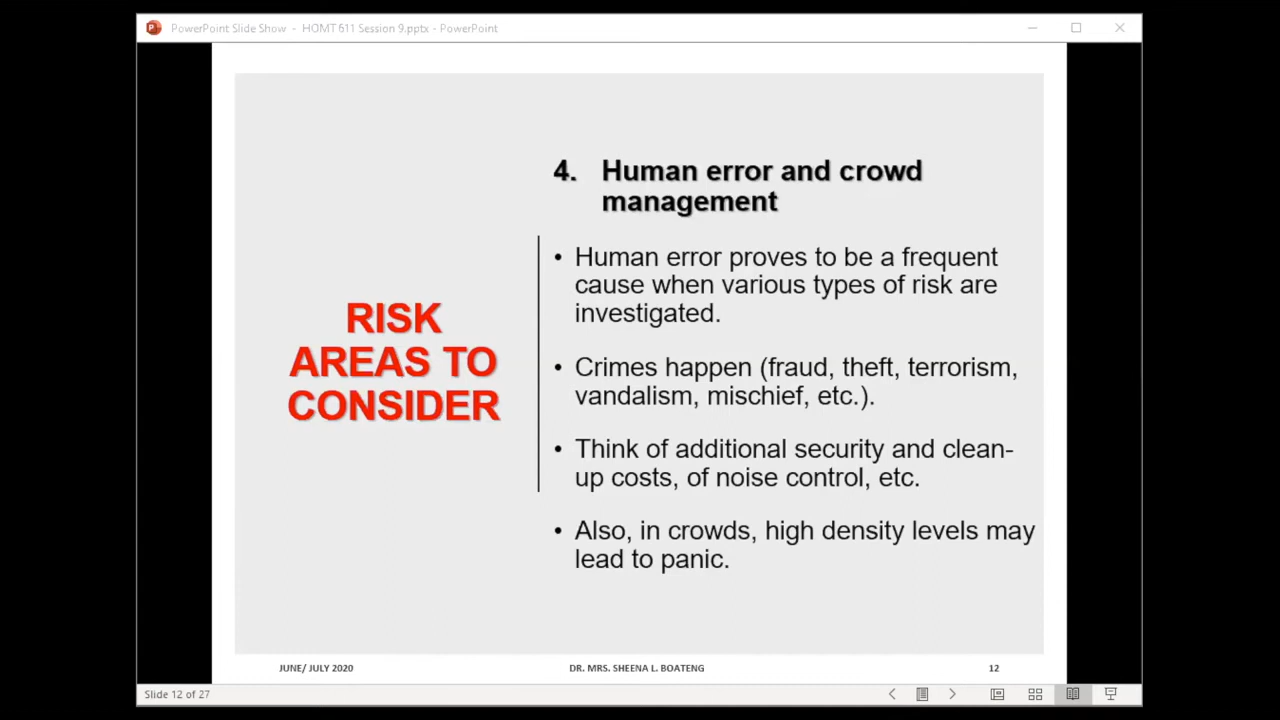 PowerPoint Slide Show - HOMT 611 Session 9.pptx - PowerPoint
4. Human error and crowd
management
RISK
AREAS TO
CONSIDER
• Human error proves to be a frequent
cause when various types of risk are
investigated.
• Crimes happen (fraud, theft, terrorism,
vandalism, mischief, etc.).
• Think of additional security and clean-
up costs, of noise control, etc.
• Also, in crowds, high density levels may
lead to panic.
JUNE/ JULY 2020
DR. MRS. SHEENA L. BOATENG
12
Slide 12 of 27